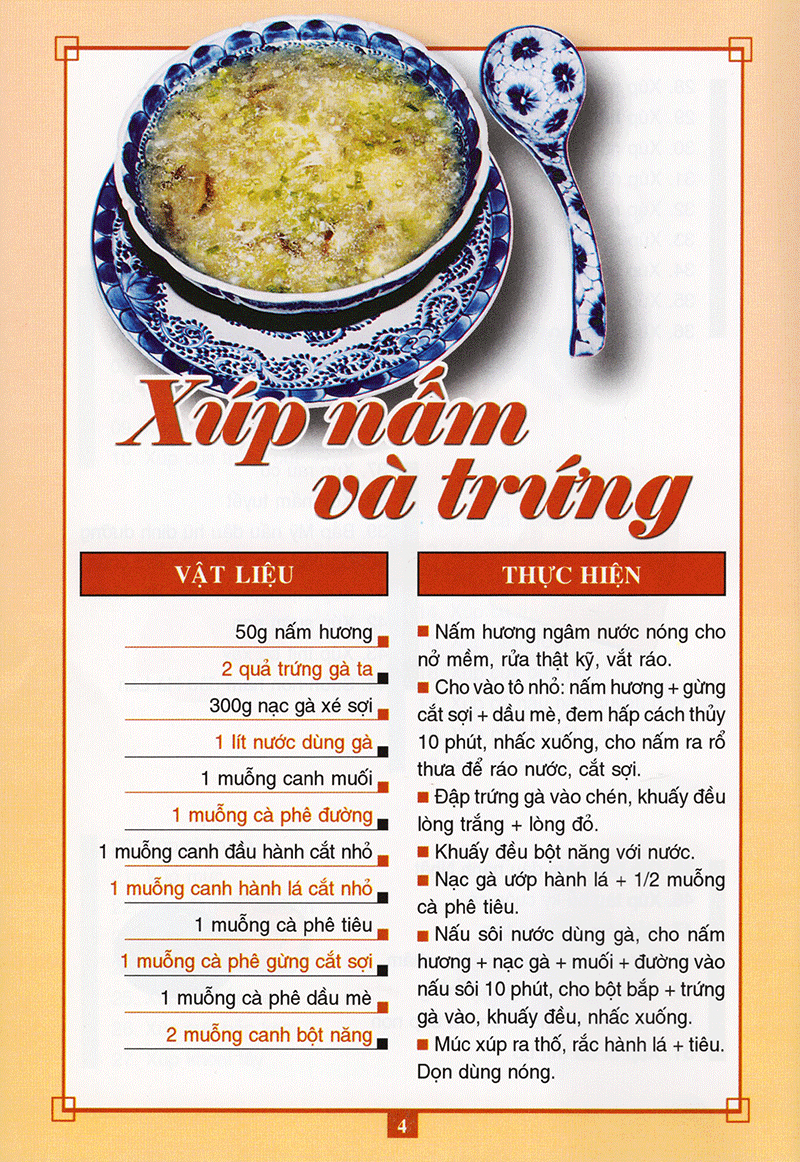 Xúp nấm
và trứng
VẬT LIỆU
50g nấm hương
2 quả trứng gà ta
300g nạc gà xé sợi
1 lít nước dùng gà
1 muỗng canh muối
1 muỗng cà phê đường
1 muỗng canh đầu hành cắt nhỏ
1 muỗng canh hành lá cắt nhỏ
1 muỗng cà phê tiêu
1 muỗng cà phê gừng cắt sợi
1 muỗng cà phê dầu mè
2 muỗng canh bột năng
THỰC HIỆN
Nấm hương ngâm nước nóng cho
nở mềm, rửa thật kỹ, vắt ráo.
Cho vào tô nhỏ: nấm hương + gừng
cắt sợi + dầu mè, đem hấp cách thủy
10 phút, nhấc xuống, cho nấm ra rổ
thưa để ráo nước, cắt sợi.
Đập trứng gà vào chén, khuấy đều
lòng trắng + lòng đỏ.
Khuấy đều bột năng với nước.
Nạc gà ướp hành lá + 1/2 muỗng
cà phê tiêu.
Nấu sôi nước dùng gà, cho nấm
hương + nạc gà + muối + đường vào
nấu sôi 10 phút, cho bột bắp + trứng
gà vào, khuấy đều, nhấc xuống.
Múc xúp ra thố, rắc hành lá + tiêu.
Dọn dùng nóng.
4